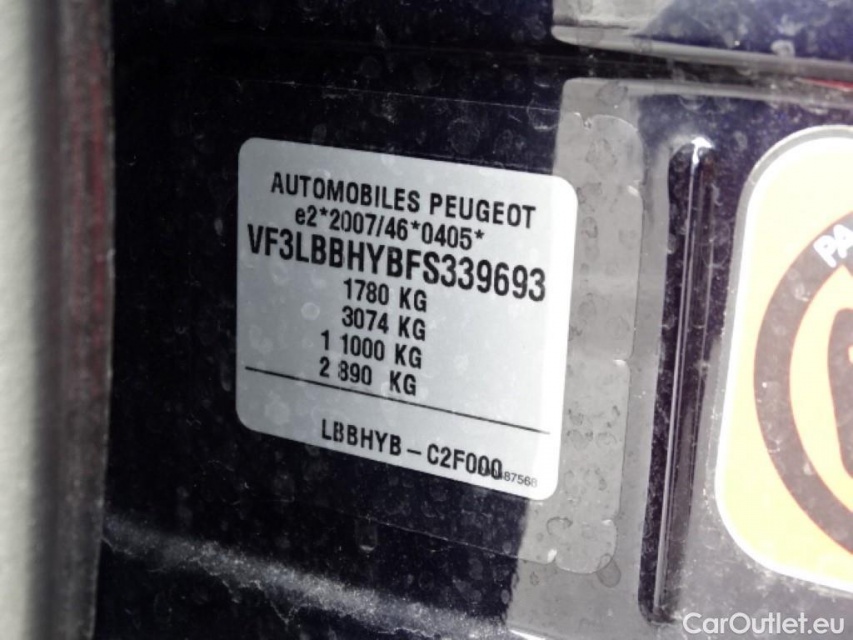 AUTOMOBILES PEUGEOT
e2*2007/46*0405*
VF3LBBHYBFS339693
1780 KG
3074 KG
1 1000 KG
2 890 KG
LBBHYB-C2F000
CarOutlet.eu